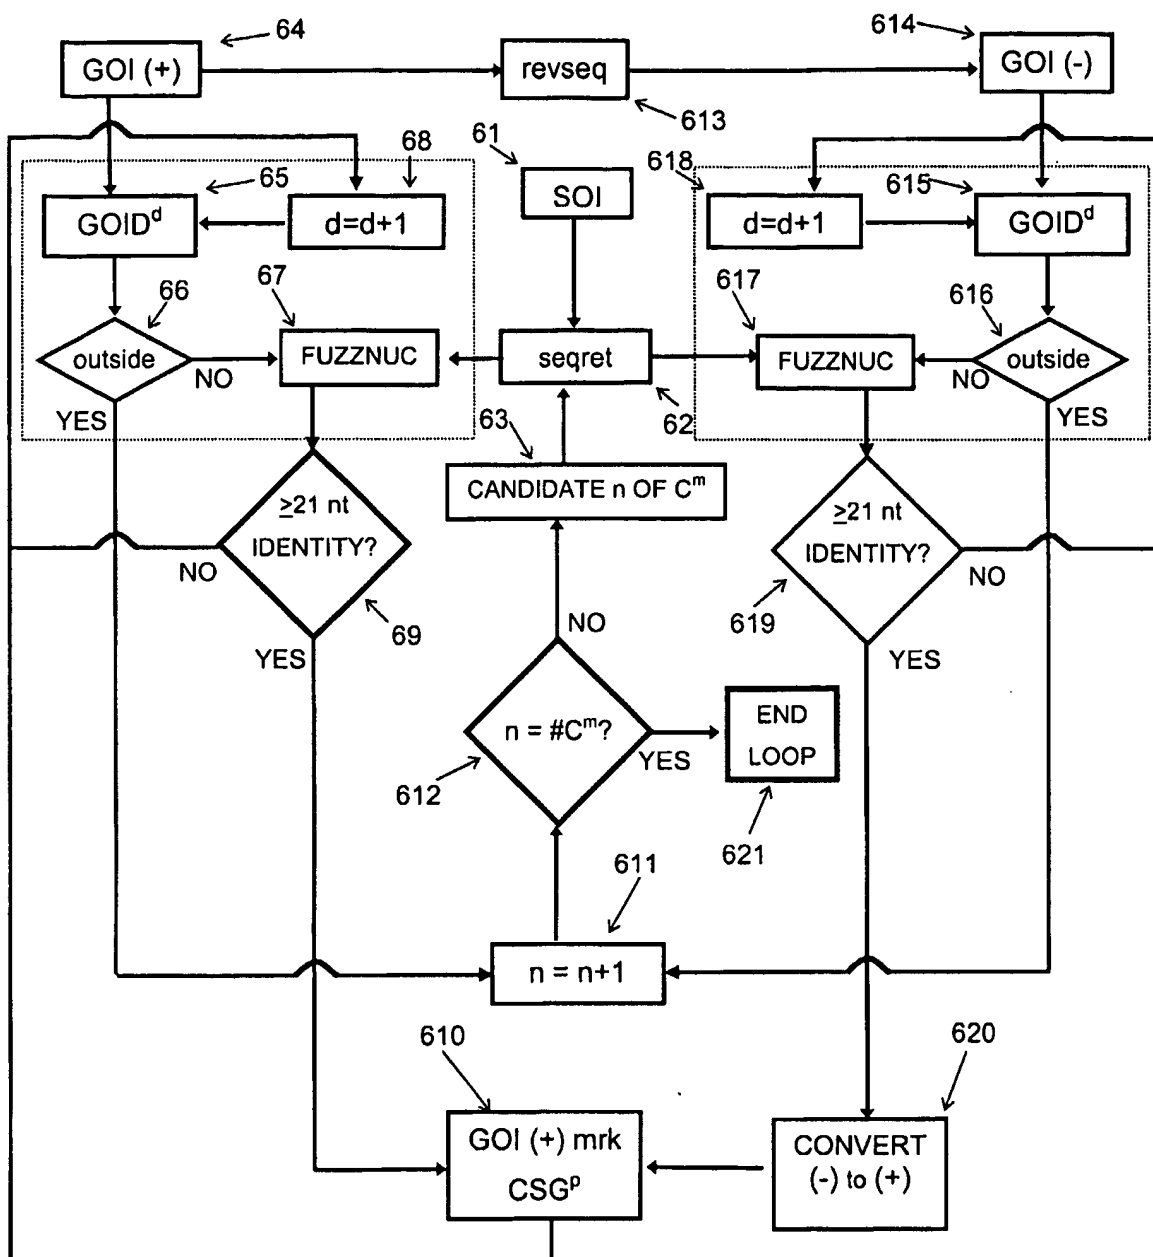 64
614
GOI (+)
revseq
GOI (-)
613
61
68
618
65
615
SOI
GOID^d
d=d+1
d=d+1
GOID^d
67
617
66
616
outside
NO
FUZZNUC
seqret
FUZZNUC
NO
outside
YES
63
62
YES
CANDIDATE n OF C^m
≥21 nt
IDENTITY?
NO
≥21 nt
IDENTITY?
NO
69
NO
619
YES
YES
n = #C^m?
YES
END
LOOP
612
621
611
n = n+1
610
620
GOI (+) mrk
CSG^p
CONVERT
(-) to (+)